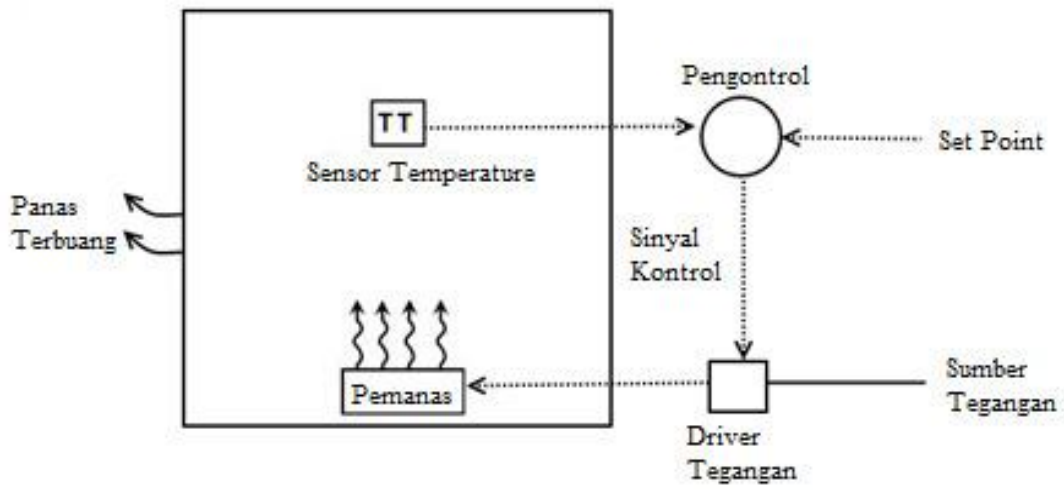 Pengontrol
TT
Set Point
Sensor Temperature
Panas
Terbuang
Sinyal
Kontrol
Pemanas
Sumber
Tegangan
Driver
Tegangan